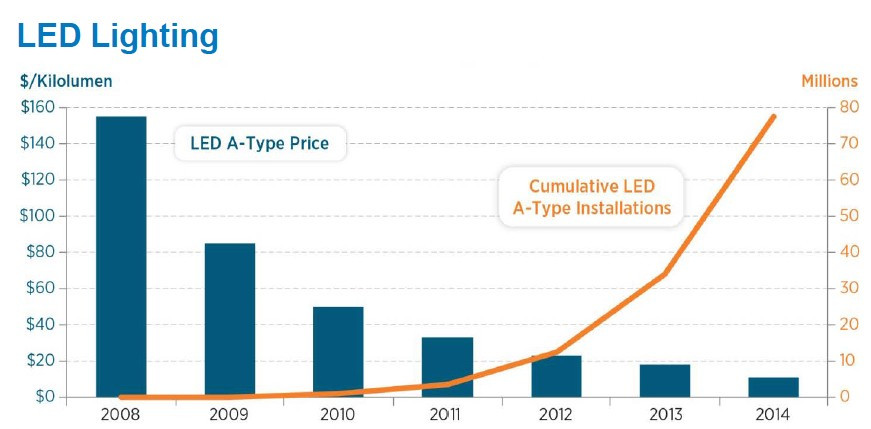 LED Lighting
$/Kilolumen
Millions
$160
$140
$120
$100
$80
$60
$40
$20
$0
LED A-Type Price
Cumulative LED
A-Type Installations
80
70
60
50
40
30
20
10
0
2008 2009 2010 2011 2012 2013 2014